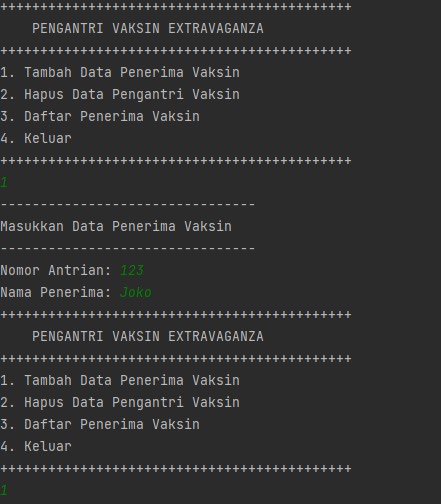 ++++++++++++++++++++++++++++++++++++++++++++
    PENGANTRI VAKSIN EXTRAVAGANZA
++++++++++++++++++++++++++++++++++++++++++++
1. Tambah Data Penerima Vaksin
2. Hapus Data Pengantri Vaksin
3. Daftar Penerima Vaksin
4. Keluar
++++++++++++++++++++++++++++++++++++++++++++
1
--------------------------------
Masukkan Data Penerima Vaksin
--------------------------------
Nomor Antrian: 123
Nama Penerima: Joko
++++++++++++++++++++++++++++++++++++++++++++
    PENGANTRI VAKSIN EXTRAVAGANZA
++++++++++++++++++++++++++++++++++++++++++++
1. Tambah Data Penerima Vaksin
2. Hapus Data Pengantri Vaksin
3. Daftar Penerima Vaksin
4. Keluar
++++++++++++++++++++++++++++++++++++++++++++
1